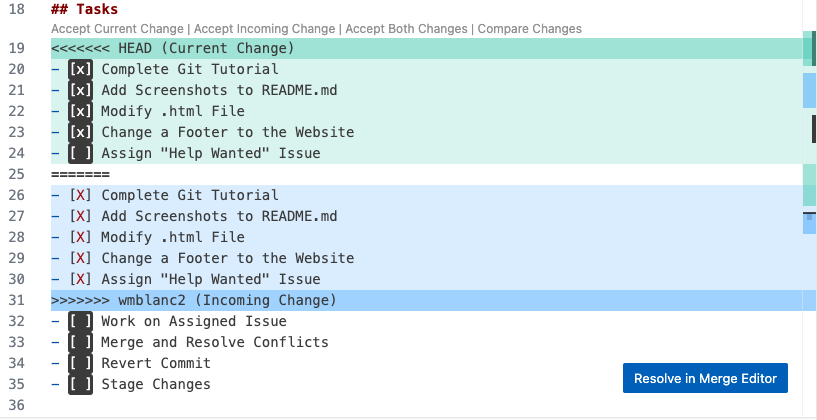 18 ## Tasks
Accept Current Change | Accept Incoming Change | Accept Both Changes | Compare Changes
19 <<<<<<< HEAD (Current Change)
20 - [x] Complete Git Tutorial
21 - [x] Add Screenshots to README.md
22 - [x] Modify .html File
23 - [x] Change a Footer to the Website
24 - [ ] Assign "Help Wanted" Issue
25 =======
26 - [X] Complete Git Tutorial
27 - [X] Add Screenshots to README.md
28 - [X] Modify .html File
29 - [X] Change a Footer to the Website
30 - [X] Assign "Help Wanted" Issue
31 >>>>>>> wmblanc2 (Incoming Change)
32 - [ ] Work on Assigned Issue
33 - [ ] Merge and Resolve Conflicts
34 - [ ] Revert Commit
35 - [ ] Stage Changes
Resolve in Merge Editor
36